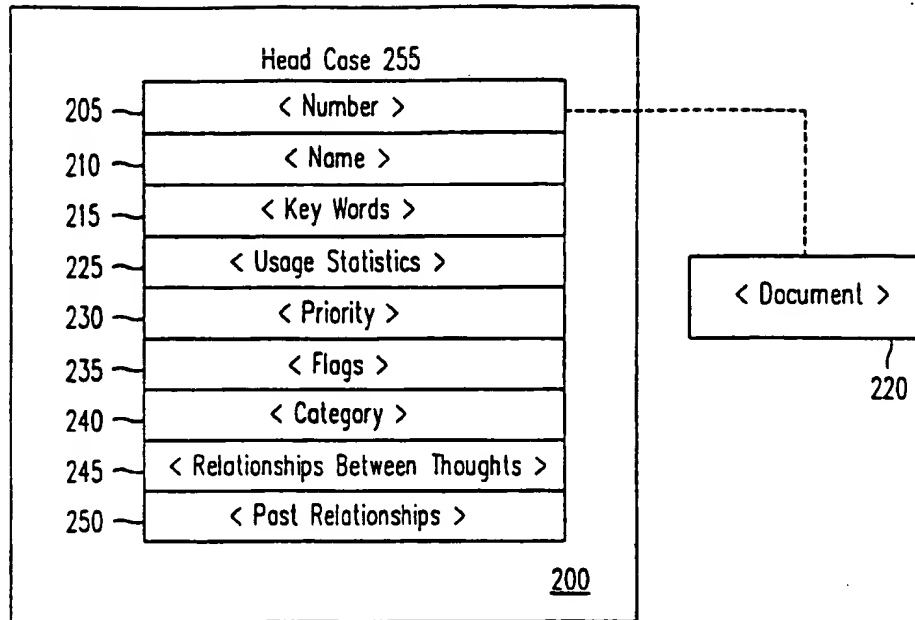 Head Case 255
205 < Number >
210 < Name >
215 < Key Words >
225 < Usage Statistics >
230 < Priority >
235 < Flags >
240 < Category >
245 < Relationships Between Thoughts >
250 < Past Relationships >
200
< Document >
220